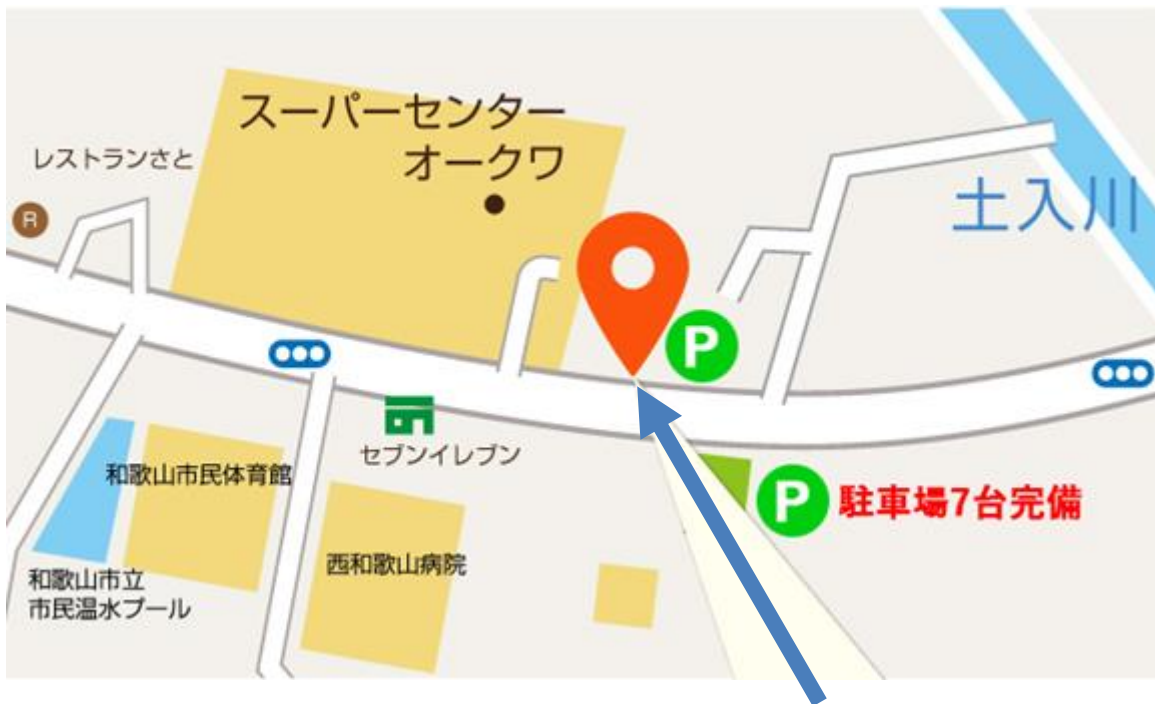 スーパーセンター
オークワ
レストランさと
R
土入川
P
セブンイレブン
和歌山市民体育館
P
駐車場7台完備
西和歌山病院
和歌山市立
市民温水プール